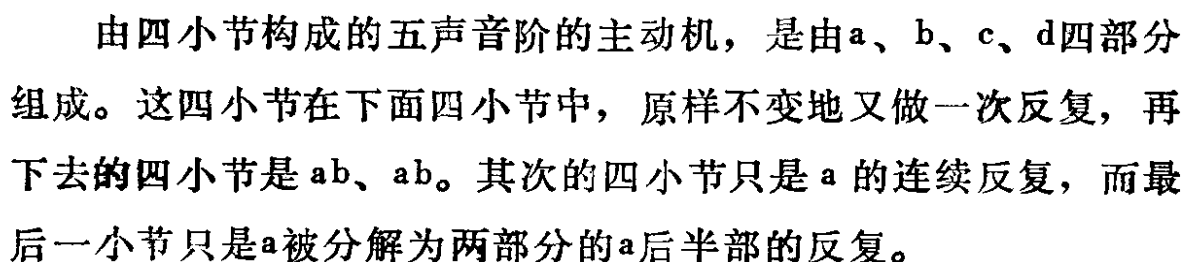 由四小节构成的五声音阶的主动机，是由a、b、c、d四部分
组成。这四小节在下面四小节中，原样不变地又做一次反复，再
下去的四小节是ab、ab。其次的四小节只是a的连续反复，而最
后一小节只是a被分解为两部分的a后半部的反复。